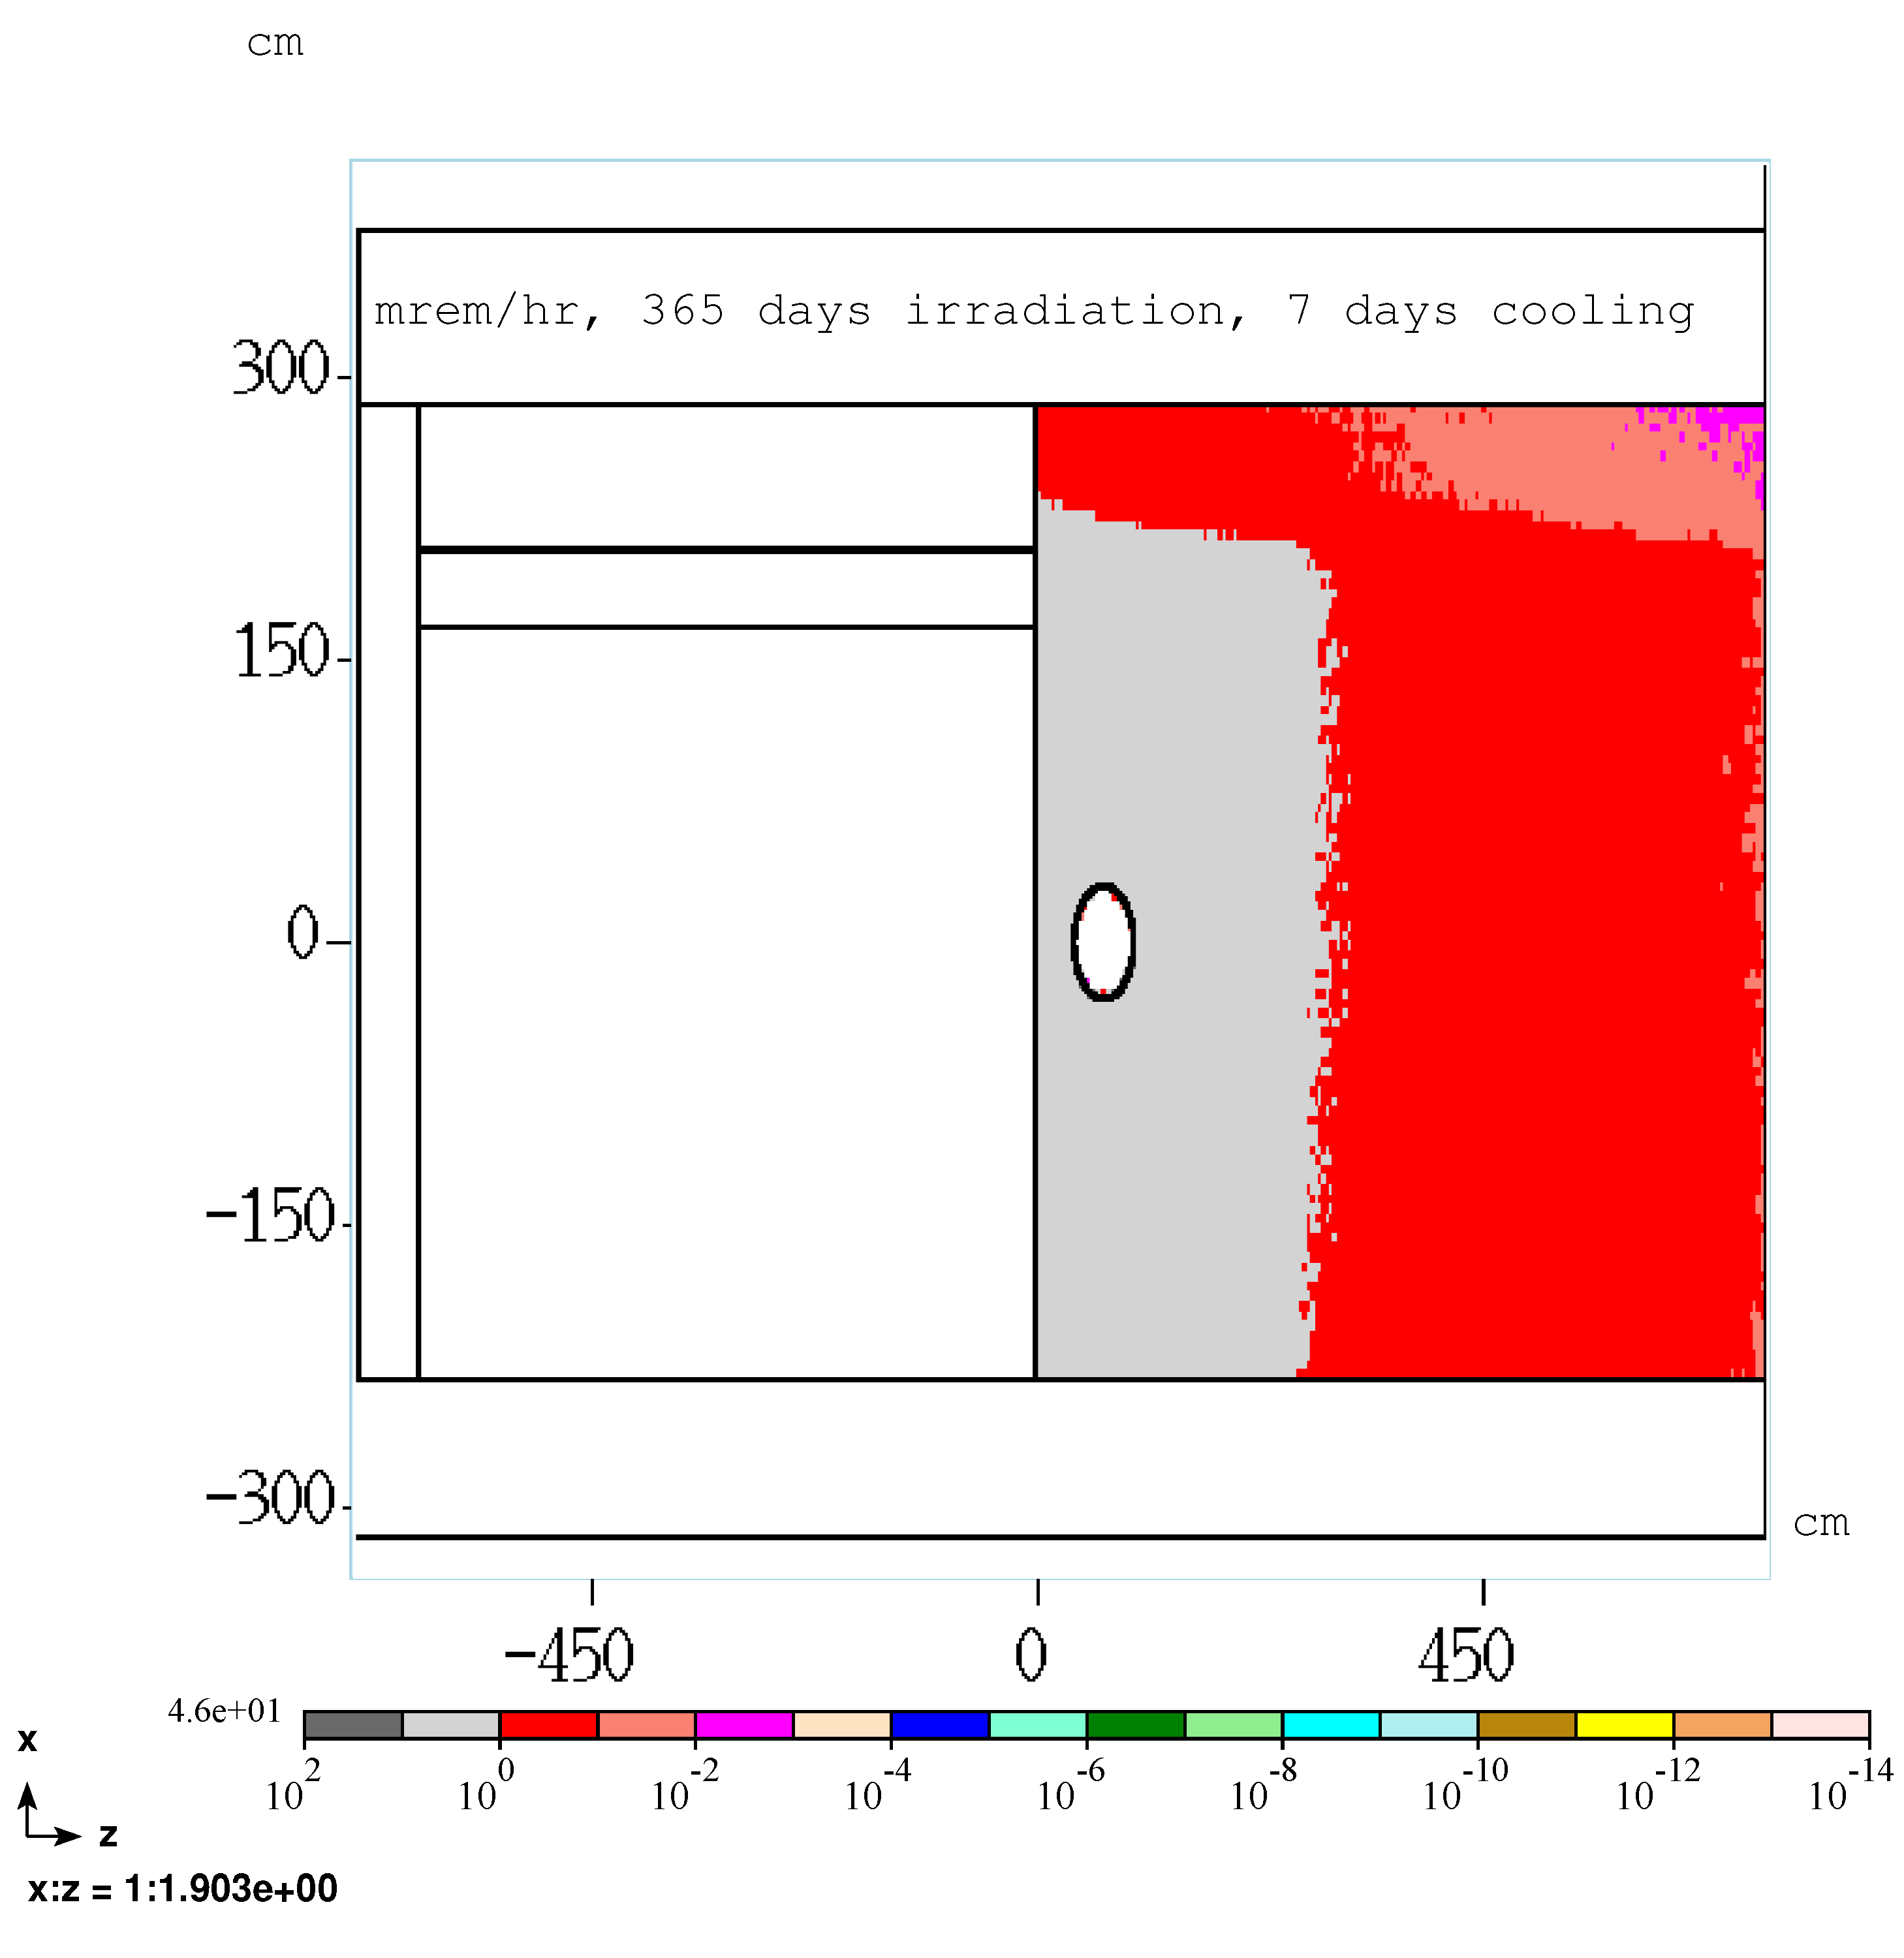 cm
mrem/hr, 365 days irradiation, 7 days cooling
300
150
0
−150
−300
cm
−450 0 450
4.6e+01
10^2 10^0 10^-2 10^-4 10^-6 10^-8 10^-10 10^-12 10^-14
x
z
x:z = 1:1.903e+00